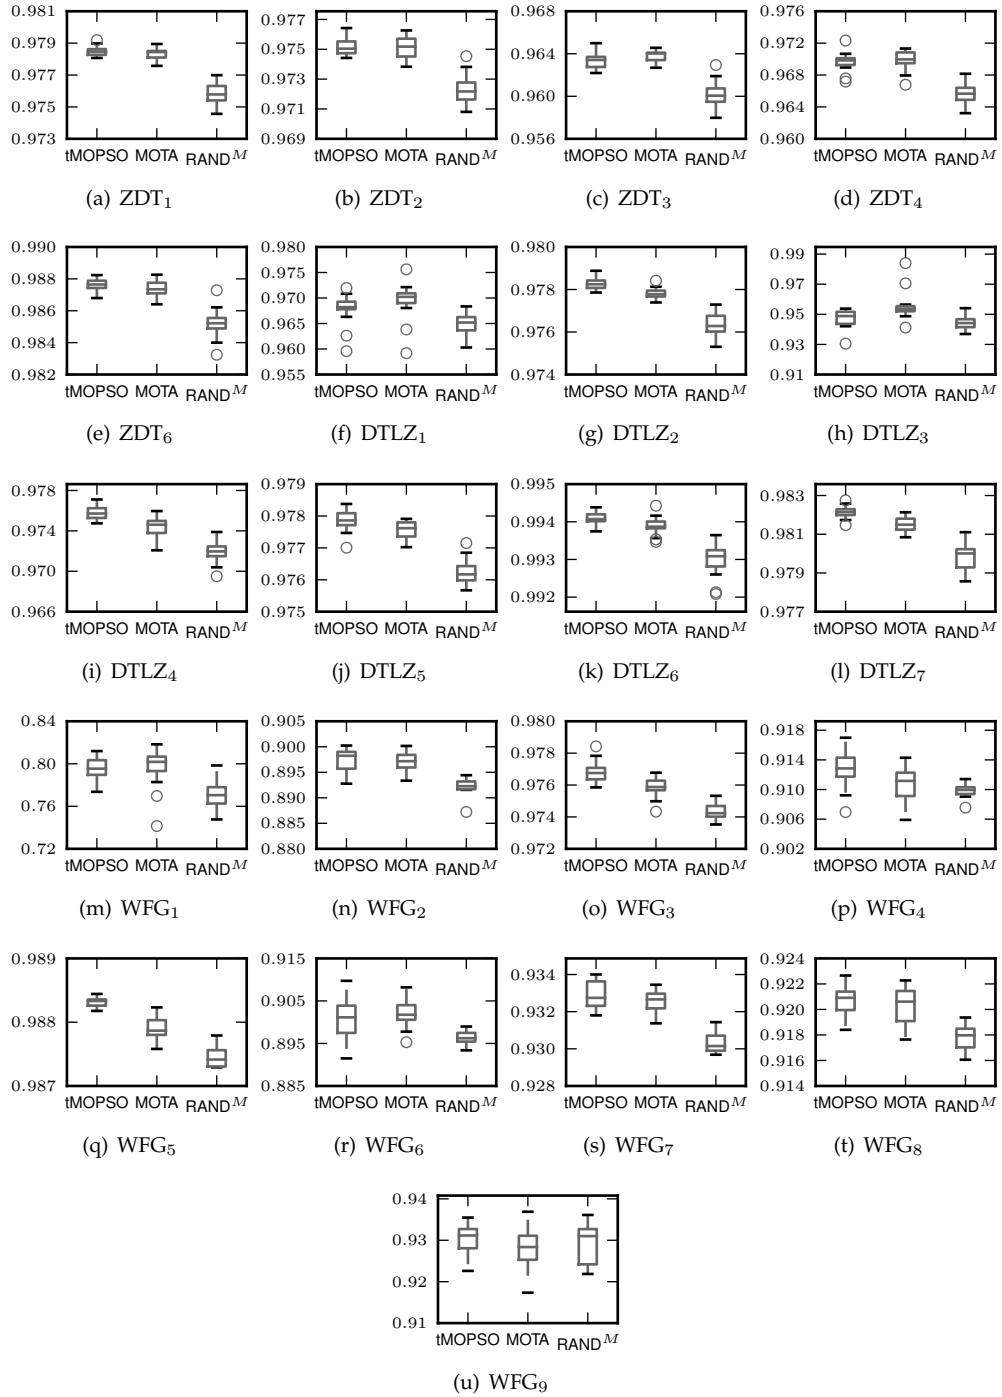 0.981
0.979
0.977
0.975
0.973
tMOPSO MOTA RAND^M
(a) ZDT₁
0.977
0.975
0.973
0.971
0.969
tMOPSO MOTA RAND^M
(b) ZDT₂
0.968
0.964
0.960
0.956
tMOPSO MOTA RAND^M
(c) ZDT₃
0.976
0.972
0.968
0.964
0.960
tMOPSO MOTA RAND^M
(d) ZDT₄
0.990
0.988
0.986
0.984
0.982
tMOPSO MOTA RAND^M
(e) ZDT₆
0.980
0.975
0.970
0.965
0.960
0.955
tMOPSO MOTA RAND^M
(f) DTLZ₁
0.980
0.978
0.976
0.974
tMOPSO MOTA RAND^M
(g) DTLZ₂
0.99
0.97
0.95
0.93
0.91
tMOPSO MOTA RAND^M
(h) DTLZ₃
0.978
0.974
0.970
0.966
tMOPSO MOTA RAND^M
(i) DTLZ₄
0.979
0.978
0.977
0.976
0.975
tMOPSO MOTA RAND^M
(j) DTLZ₅
0.995
0.994
0.993
0.992
tMOPSO MOTA RAND^M
(k) DTLZ₆
0.983
0.981
0.979
0.977
tMOPSO MOTA RAND^M
(l) DTLZ₇
0.84
0.80
0.76
0.72
tMOPSO MOTA RAND^M
(m) WFG₁
0.905
0.900
0.895
0.890
0.885
0.880
tMOPSO MOTA RAND^M
(n) WFG₂
0.980
0.978
0.976
0.974
0.972
tMOPSO MOTA RAND^M
(o) WFG₃
0.918
0.914
0.910
0.906
0.902
tMOPSO MOTA RAND^M
(p) WFG₄
0.989
0.988
0.987
tMOPSO MOTA RAND^M
(q) WFG₅
0.915
0.905
0.895
0.885
tMOPSO MOTA RAND^M
(r) WFG₆
0.934
0.932
0.930
0.928
tMOPSO MOTA RAND^M
(s) WFG₇
0.924
0.922
0.920
0.918
0.916
0.914
tMOPSO MOTA RAND^M
(t) WFG₈
0.94
0.93
0.92
0.91
tMOPSO MOTA RAND^M
(u) WFG₉